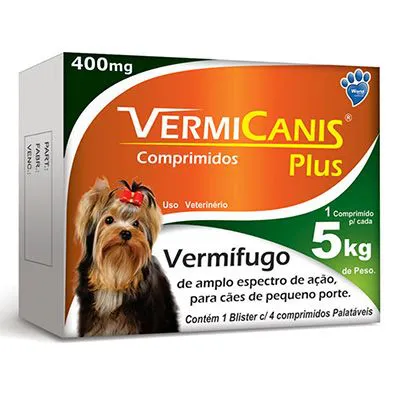 400mg
World
VERMICANIS®
Comprimidos
Plus
Uso Veterinário
1 Comprimido
p/ cada
5kg
de Peso.
Vermífugo
de amplo espectro de ação,
para cães de pequeno porte.
Contém 1 Blister c/ 4 comprimidos Palatáveis
PART.:
FABR.:
VENC.: